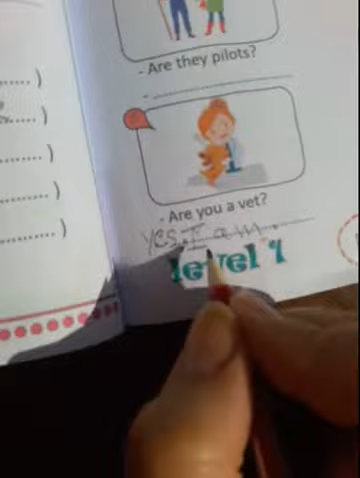 - Are they pilots?
-
- Are you a vet?
yes. I am.
level 1
......)
......)
......)
......)
......)